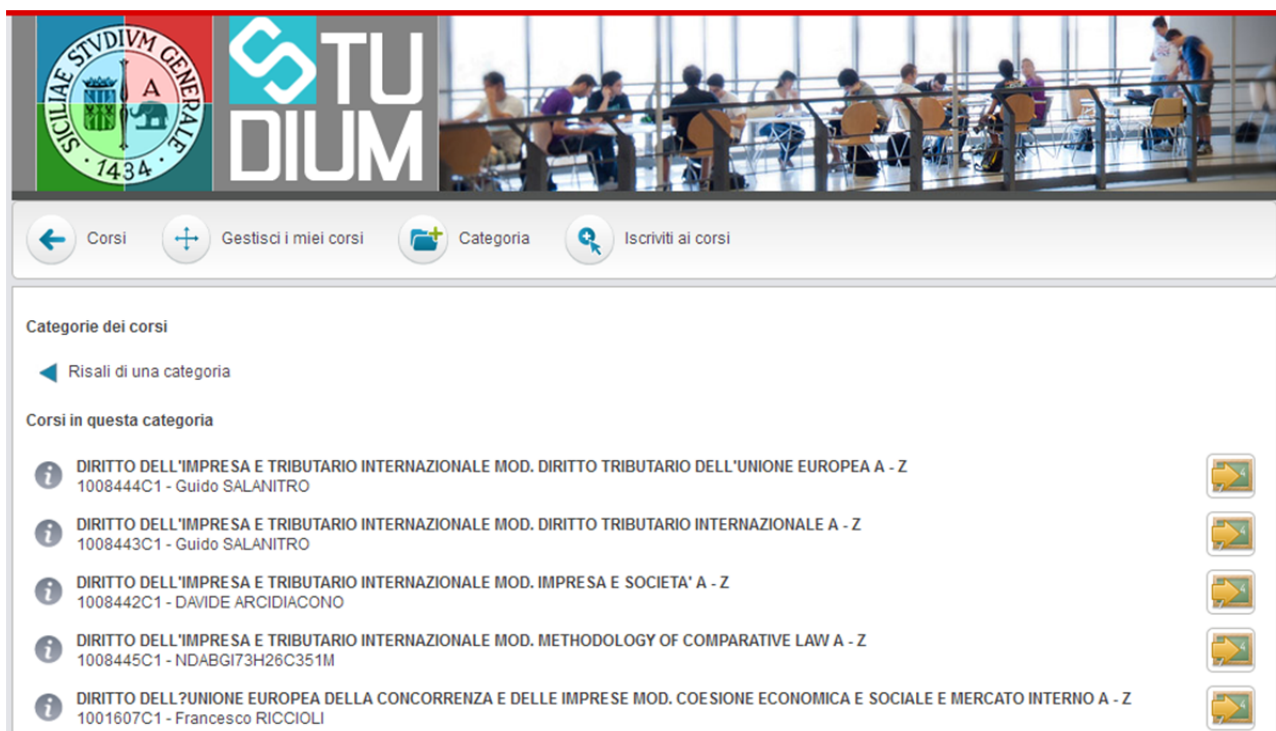 SICILIAE STVDIVM GENERALE
A
1434
STUDIUM
Corsi
Gestisci i miei corsi
Categoria
Iscriviti ai corsi
Categorie dei corsi
Risali di una categoria
Corsi in questa categoria
DIRITTO DELL'IMPRESA E TRIBUTARIO INTERNAZIONALE MOD. DIRITTO TRIBUTARIO DELL'UNIONE EUROPEA A - Z
1008444C1 - Guido SALANITRO
DIRITTO DELL'IMPRESA E TRIBUTARIO INTERNAZIONALE MOD. DIRITTO TRIBUTARIO INTERNAZIONALE A - Z
1008443C1 - Guido SALANITRO
DIRITTO DELL'IMPRESA E TRIBUTARIO INTERNAZIONALE MOD. IMPRESA E SOCIETA' A - Z
1008442C1 - DAVIDE ARCIDIACONO
DIRITTO DELL'IMPRESA E TRIBUTARIO INTERNAZIONALE MOD. METHODOLOGY OF COMPARATIVE LAW A - Z
1008445C1 - NDABGI73H26C351M
DIRITTO DELL?UNIONE EUROPEA DELLA CONCORRENZA E DELLE IMPRESE MOD. COESIONE ECONOMICA E SOCIALE E MERCATO INTERNO A - Z
1001607C1 - Francesco RICCIOLI